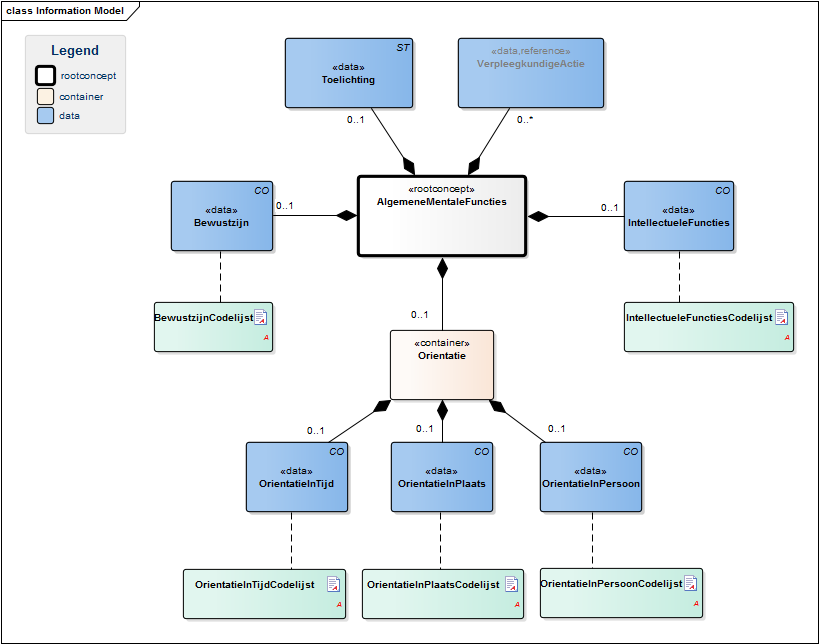 class Information Model
Legend
rootconcept
container
data
ST
«data»
Toelichting
«data,reference»
VerpleegkundigeActie
0..1
0..*
«rootconcept»
AlgemeneMentaleFuncties
CO
«data»
Bewustzijn
0..1
CO
«data»
IntellectueleFuncties
0..1
BewustzijnCodelijst
A
IntellectueleFunctiesCodelijst
A
0..1
«container»
Orientatie
0..1
0..1
0..1
CO
«data»
OrientatieInTijd
CO
«data»
OrientatieInPlaats
CO
«data»
OrientatieInPersoon
OrientatieInTijdCodelijst
A
OrientatieInPlaatsCodelijst
A
OrientatieInPersoonCodelijst
A